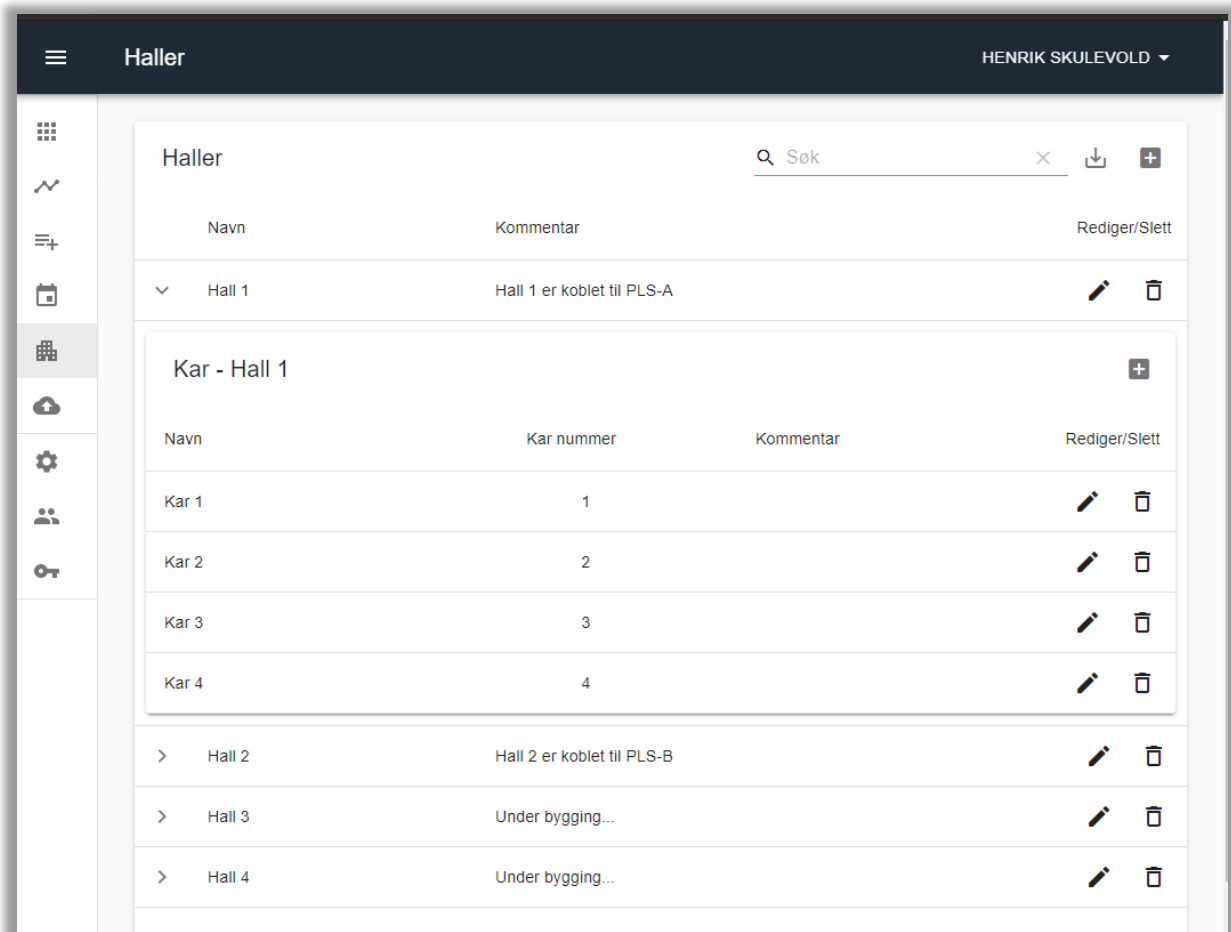 Haller HENRIK SKULEVOLD
Haller Søk
Navn Kommentar Rediger/Slett
Hall 1 Hall 1 er koblet til PLS-A
Kar - Hall 1
Navn Kar nummer Kommentar Rediger/Slett
Kar 1 1
Kar 2 2
Kar 3 3
Kar 4 4
Hall 2 Hall 2 er koblet til PLS-B
Hall 3 Under bygging...
Hall 4 Under bygging...